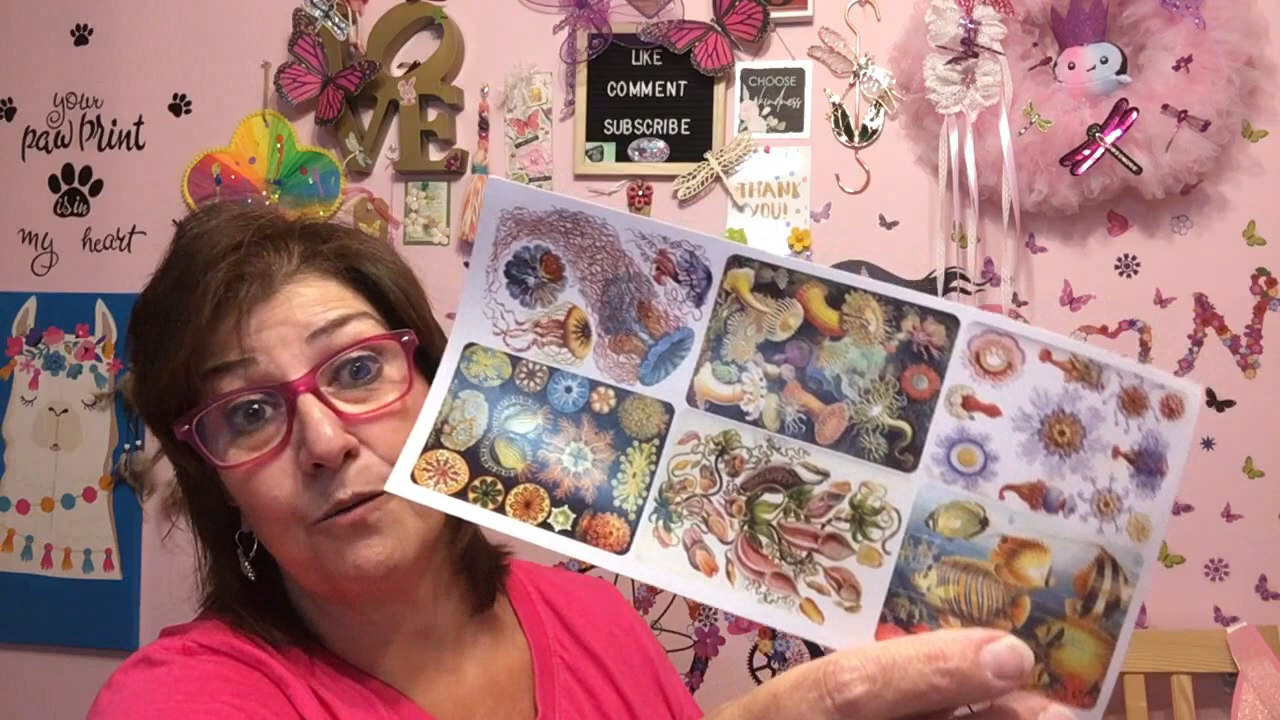 your
paw print
is in
my heart
LOVE
LIKE
COMMENT
SUBSCRIBE
CHOOSE
kindness
THANK
YOU!